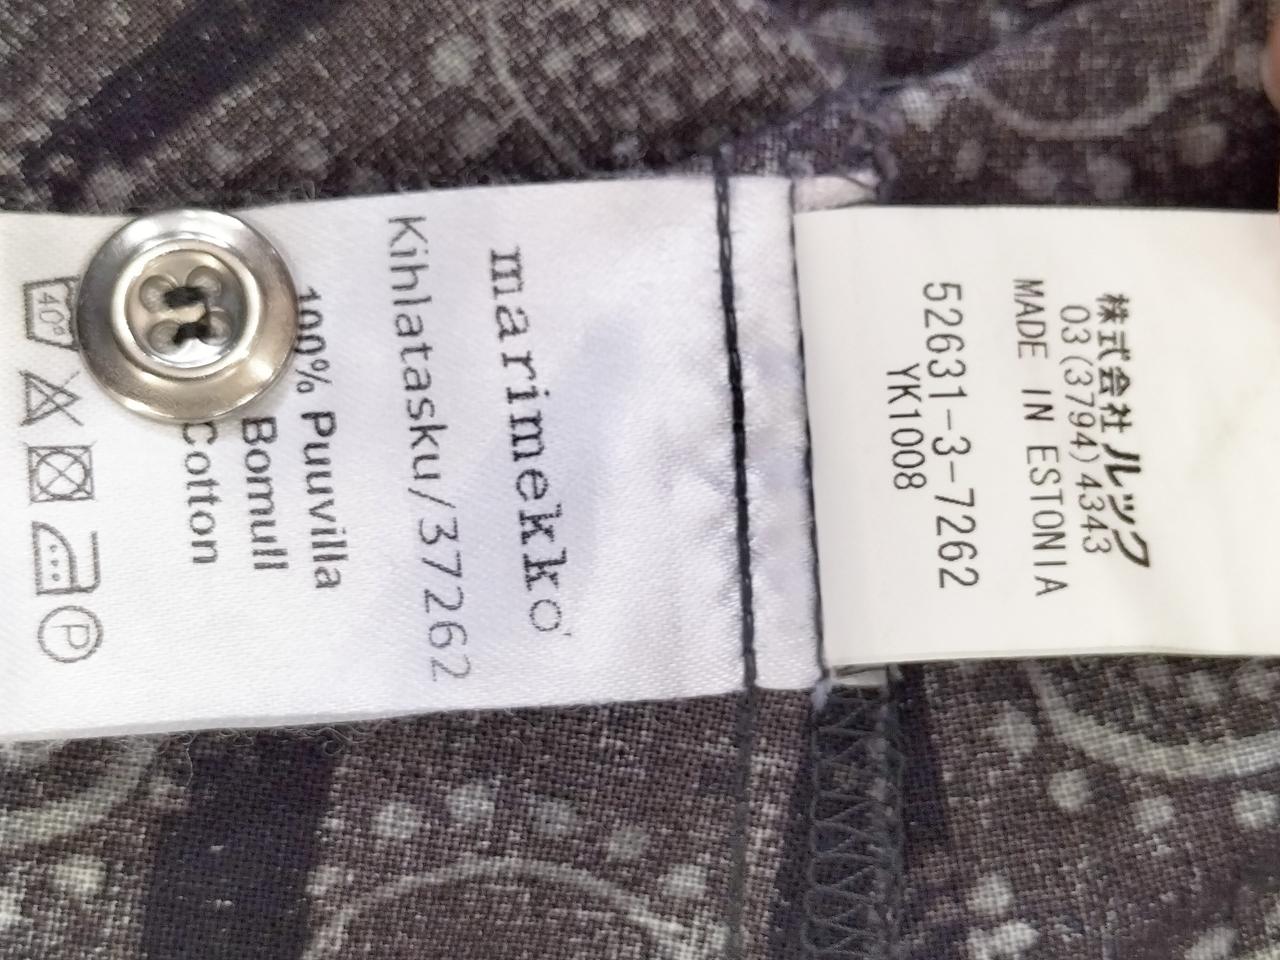 marimekko
Kihlatasku/37262
100% Puuvilla
Bomull
Cotton
40°
P
株式会社 ルック
03(3794)4343
MADE IN ESTONIA
52631-3-7262
YK1008